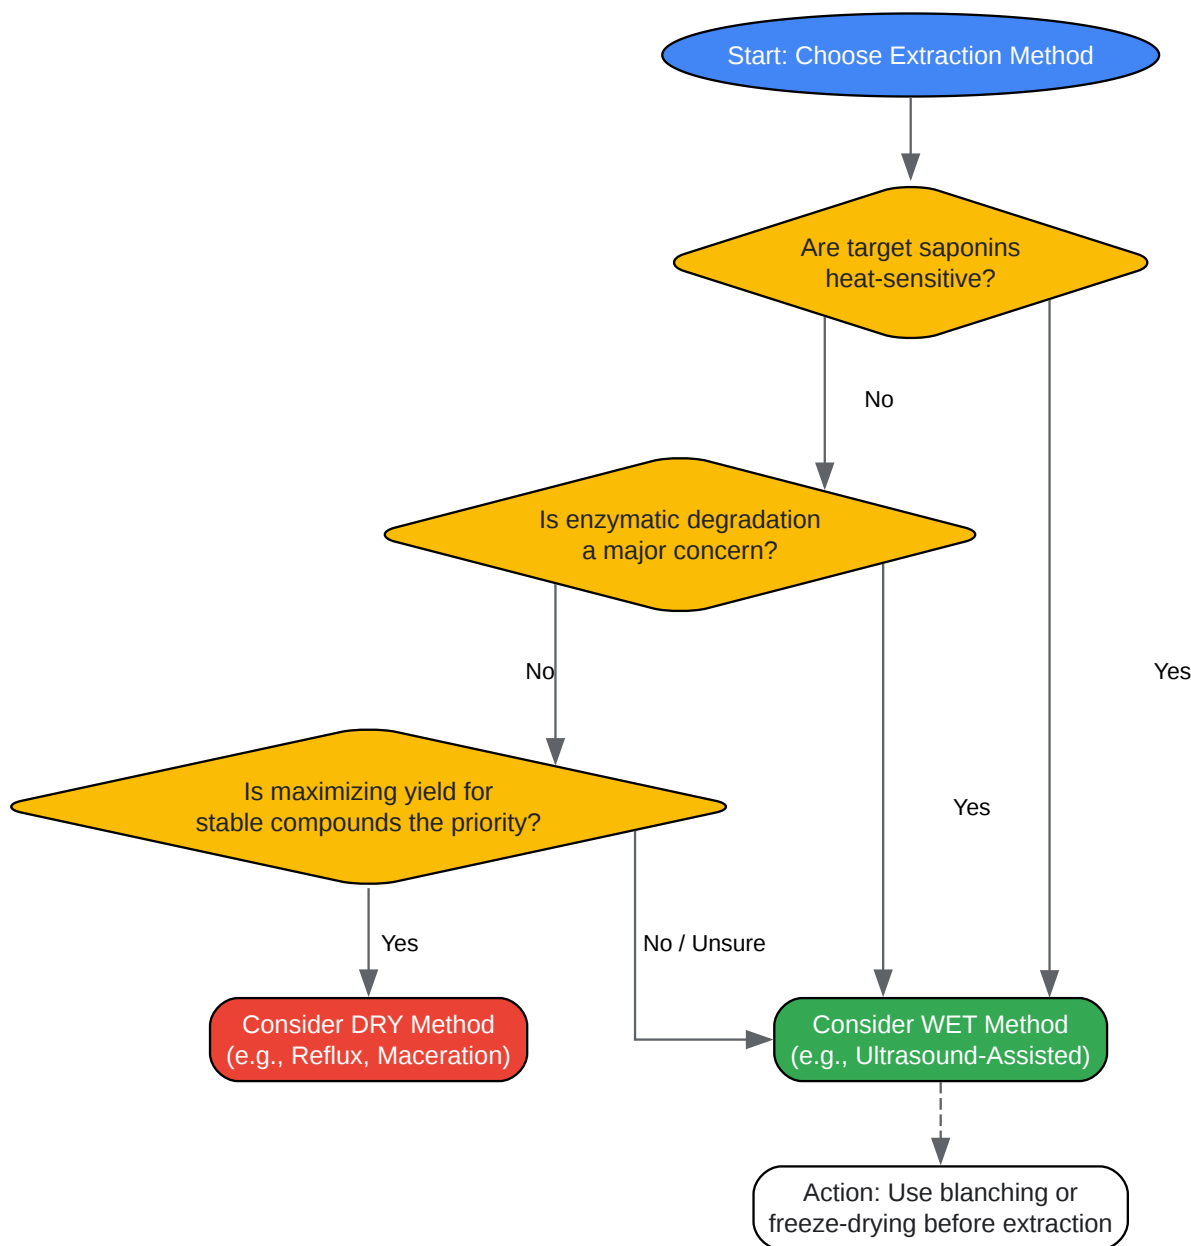 Start: Choose Extraction Method
Are target saponins
heat-sensitive?
No
Is enzymatic degradation
a major concern?
No
Yes
Is maximizing yield for
stable compounds the priority?
Yes
Yes
No / Unsure
Consider DRY Method
(e.g., Reflux, Maceration)
Consider WET Method
(e.g., Ultrasound-Assisted)
Action: Use blanching or
freeze-drying before extraction